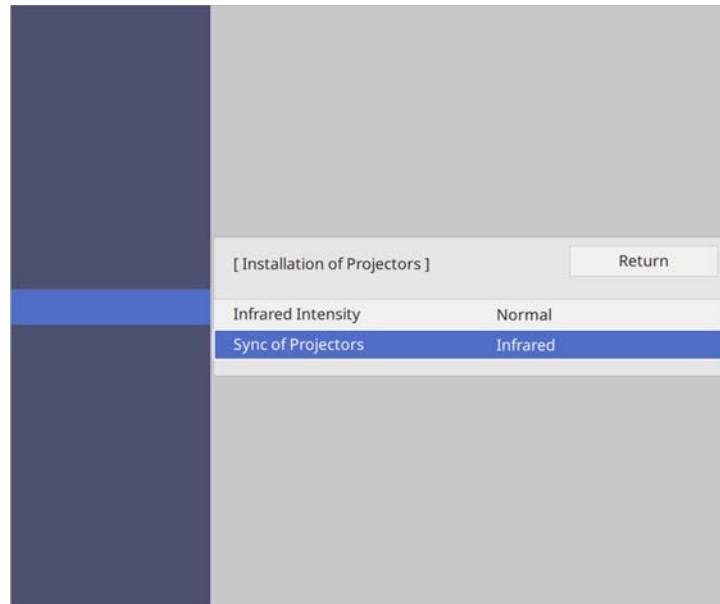 [ Installation of Projectors ]
Return
Infrared Intensity Normal
Sync of Projectors Infrared